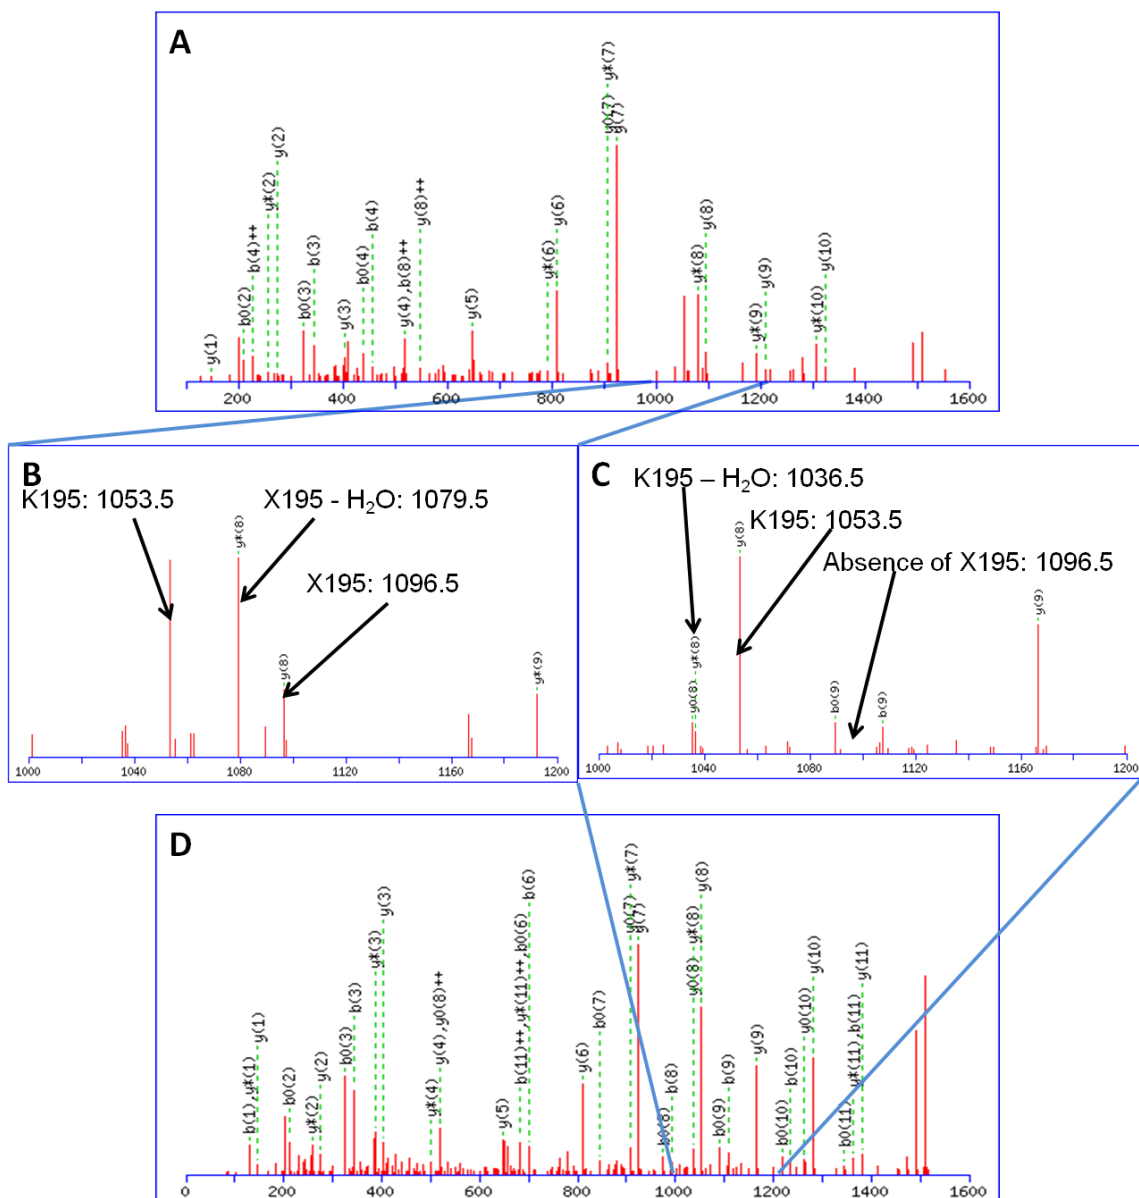 A
y(1)
b0(2)
b(4)++
y*(2)
y(2)
b0(3)
b(3)
y(3)
b0(4)
b(4)
y(4),b(8)++
y(8)++
y(5)
y*(6)
y(6)
y0(7)
y*(7)
y(7)
y*(8)
y(8)
y*(9)
y(9)
y*(10)
y(10)
200 400 600 800 1000 1200 1400 1600
B
K195: 1053.5
X195 - H2O: 1079.5
X195: 1096.5
y*(8)
y(8)
y*(9)
1000 1040 1080 1120 1160 1200
C
K195 – H2O: 1036.5
K195: 1053.5
Absence of X195: 1096.5
y0(8)
y*(8)
y(8)
b0(9)
b(9)
y(9)
1000 1040 1080 1120 1160 1200
D
b(1),y*(1)
y(1)
b0(2)
y*(2)
y(2)
b0(3)
b(3)
y*(3)
y(3)
y*(4)
y(4),y0(8)++
y(5)
b(11)++,y*(11)++,b0(6)
b(6)
y(6)
b0(7)
y0(7)
y*(7)
y(7)
b0(8)
b(8)
y0(8)
y*(8)
y(8)
b0(9)
b(9)
y(9)
b0(10)
b(10)
y0(10)
y(10)
b0(11)
y*(11),b(11)
y(11)
0 200 400 600 800 1000 1200 1400 1600